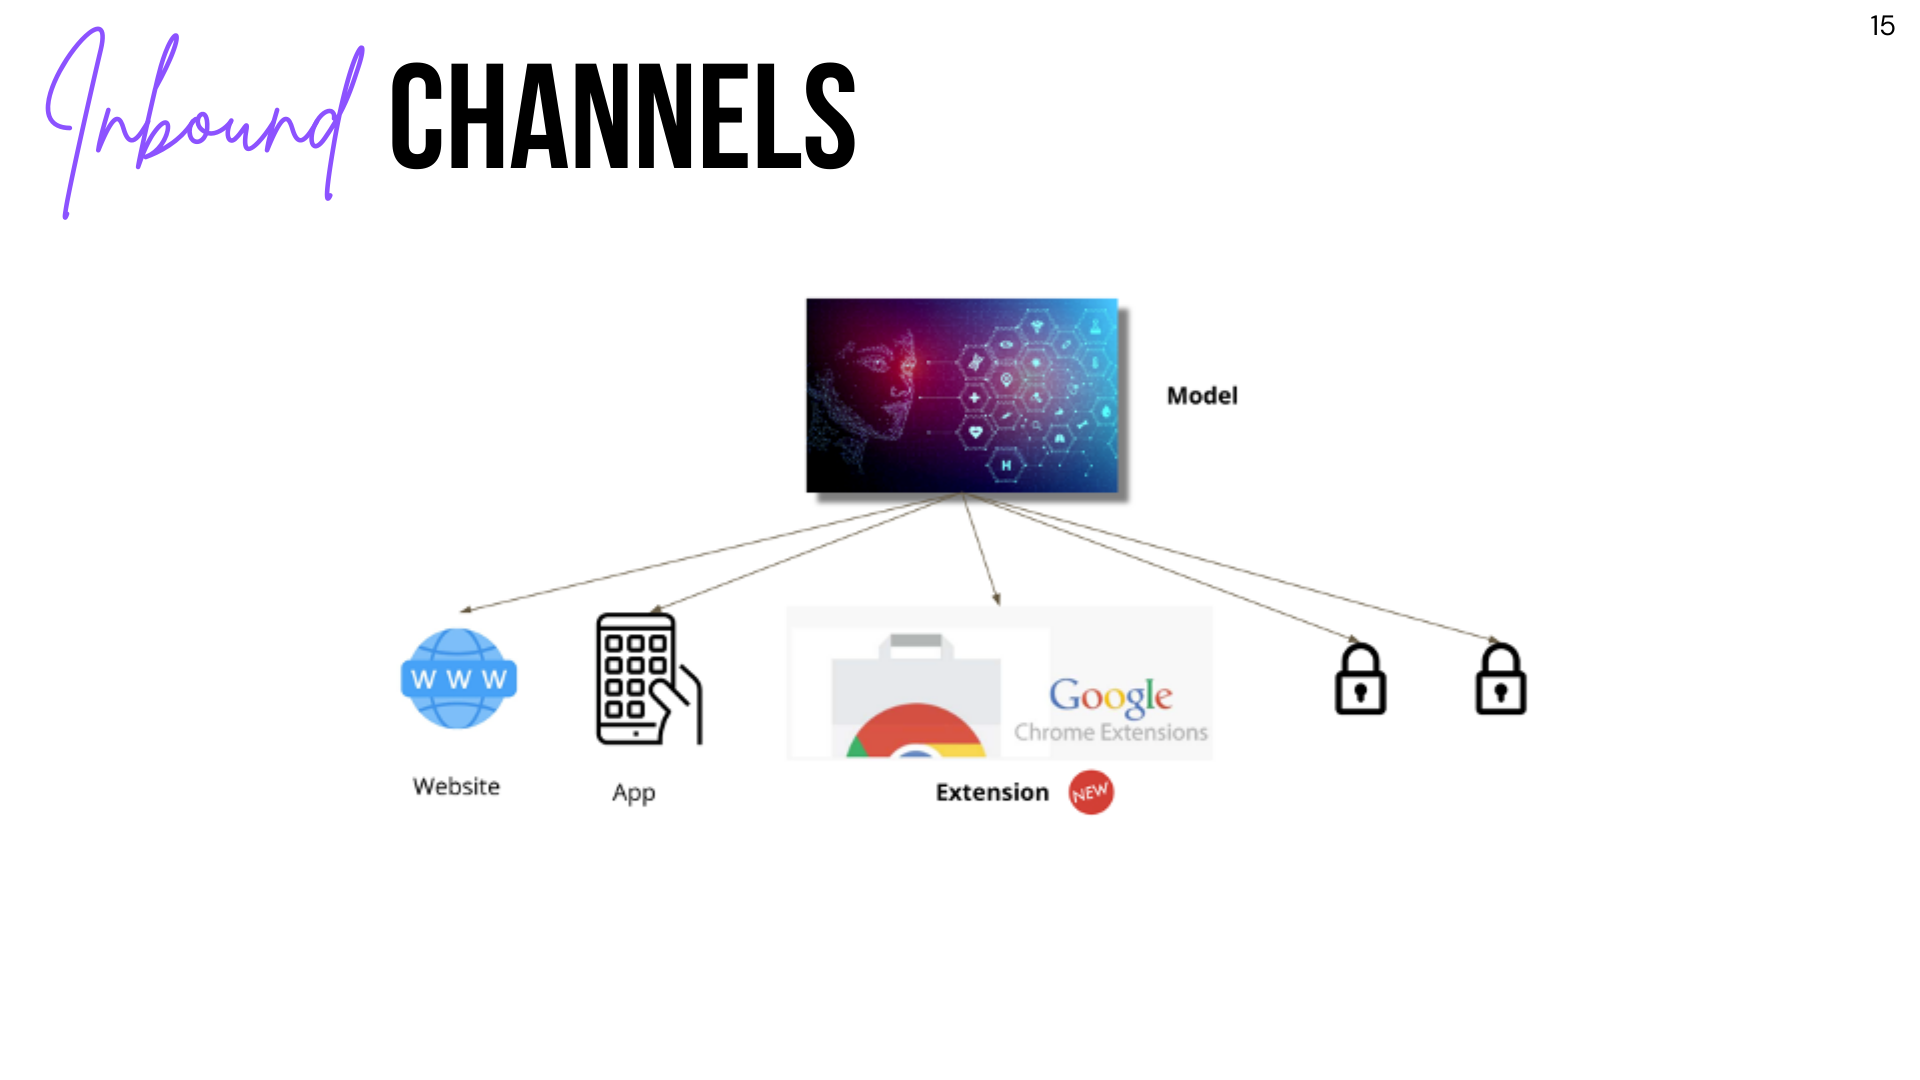 15
Inbound CHANNELS
Model
H
WWW
Google
Chrome Extensions
Website
App
Extension NEW